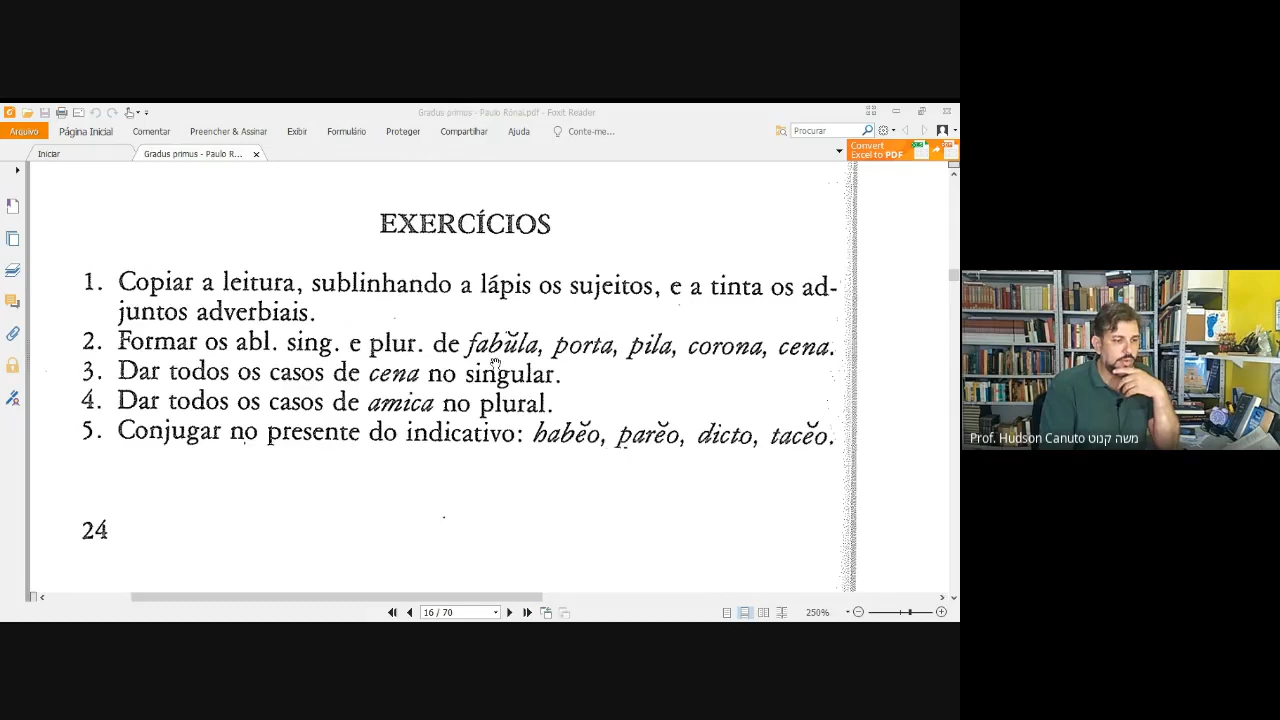 Gradus primus - Paulo Rónai.pdf - Foxit Reader
Arquivo Página Inicial Comentar Preencher & Assinar Exibir Formulário Proteger Compartilhar Ajuda Conte-me... Procurar
Iniciar Gradus primus - Paulo R... Convert
Excel to PDF
EXERCÍCIOS
1. Copiar a leitura, sublinhando a lápis os sujeitos, e a tinta os ad-
juntos adverbiais.
2. Formar os abl. sing. e plur. de fabŭla, porta, pila, corona, cena.
3. Dar todos os casos de cena no singular.
4. Dar todos os casos de amica no plural.
5. Conjugar no presente do indicativo: habĕo, parĕo, dicto, tacĕo.
24
16 / 70 250%
Prof. Hudson Canuto משה קנוט